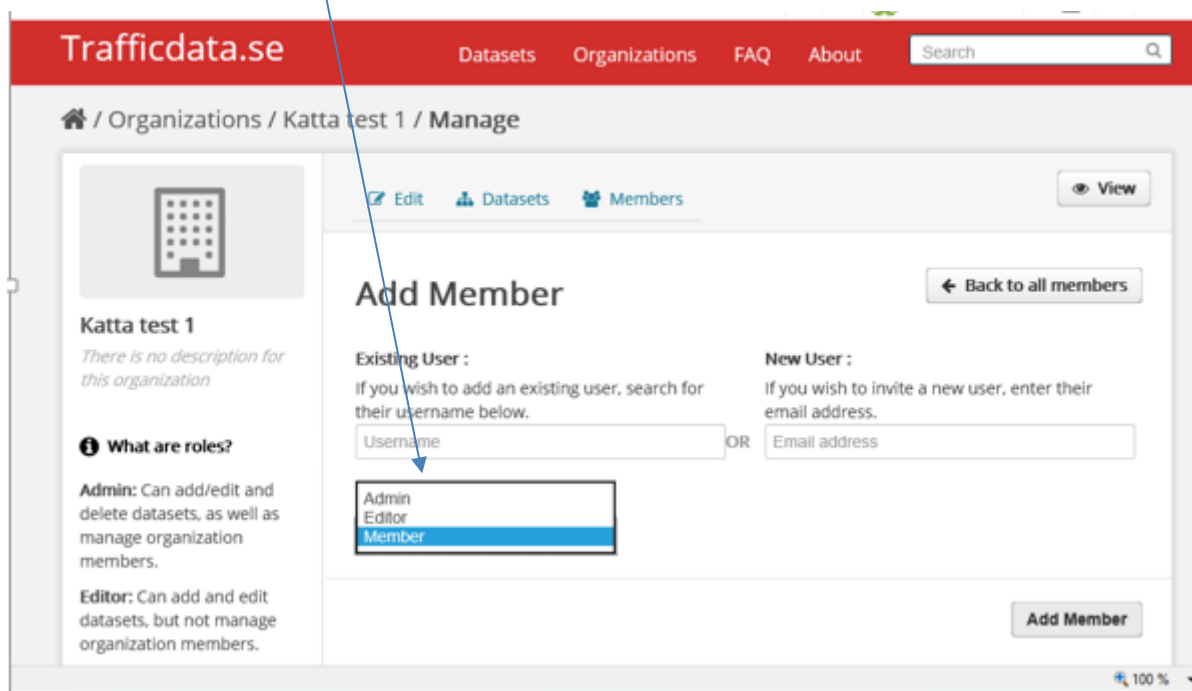 Trafficdata.se
Datasets Organizations FAQ About Search
/ Organizations / Katta test 1 / Manage
Edit Datasets Members
View
Add Member
Back to all members
Katta test 1
There is no description for
this organization
What are roles?
Admin: Can add/edit and
delete datasets, as well as
manage organization
members.
Editor: Can add and edit
datasets, but not manage
organization members.
Existing User :
If you wish to add an existing user, search for
their username below.
Username
OR
New User :
If you wish to invite a new user, enter their
email address.
Email address
Admin
Editor
Member
Add Member
100 %